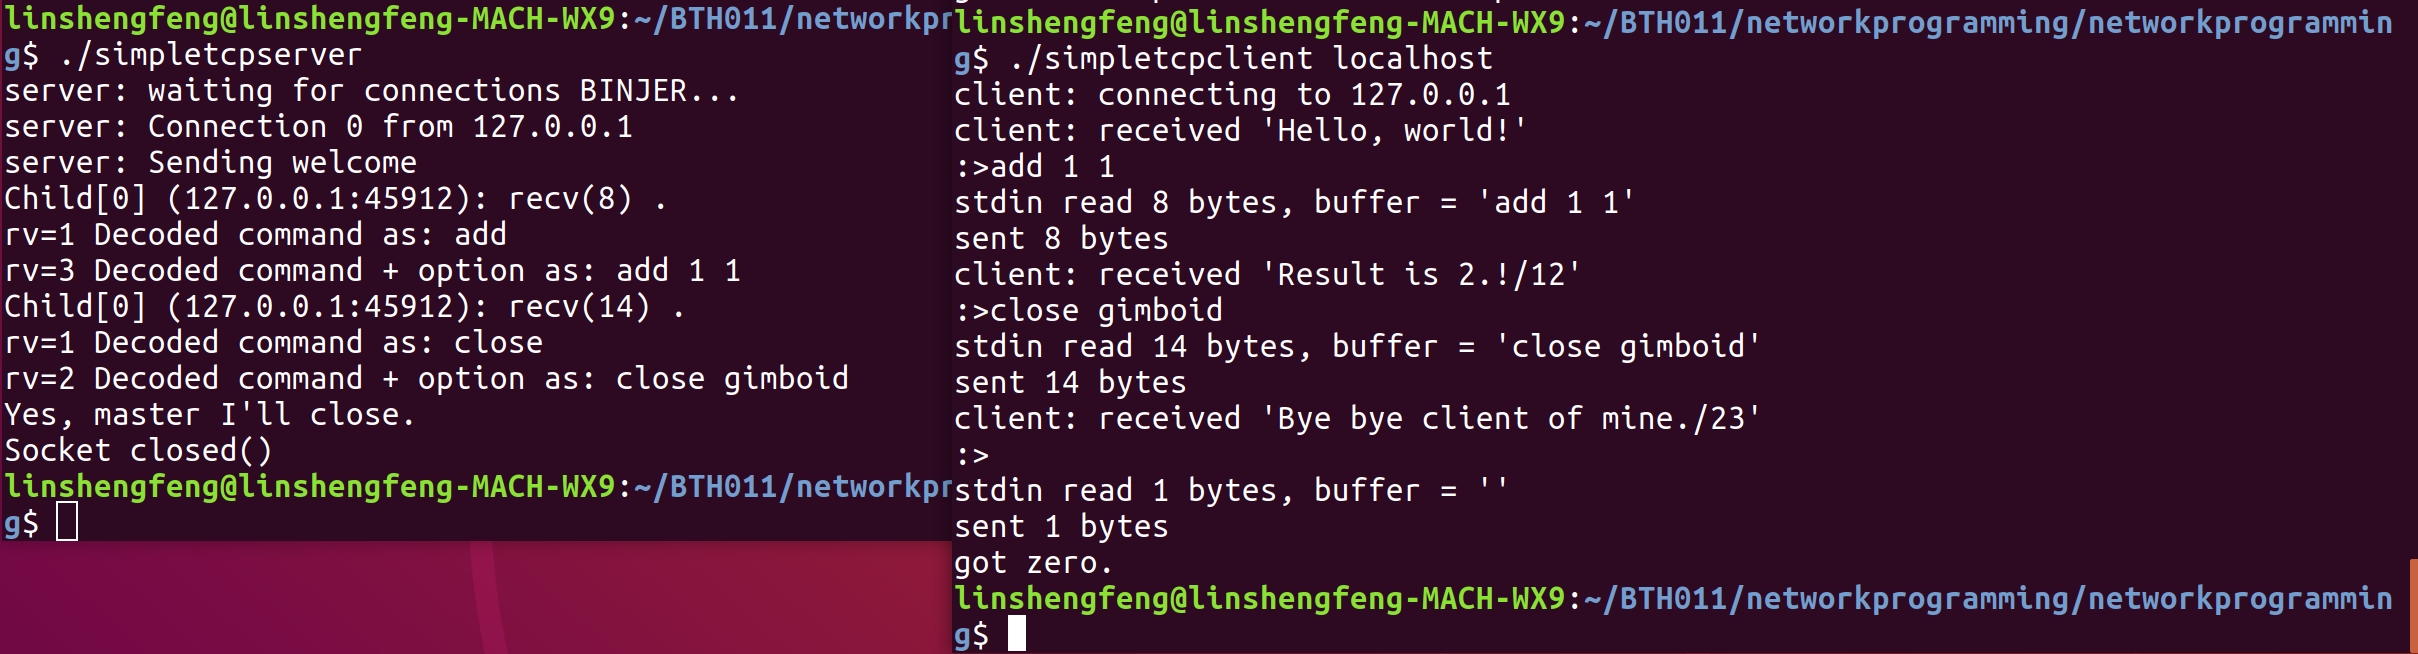 linshengfeng@linshengfeng-MACH-WX9:~/BTH011/networkpr
g$ ./simpletcpserver
server: waiting for connections BINJER...
server: Connection 0 from 127.0.0.1
server: Sending welcome
Child[0] (127.0.0.1:45912): recv(8) .
rv=1 Decoded command as: add
rv=3 Decoded command + option as: add 1 1
Child[0] (127.0.0.1:45912): recv(14) .
rv=1 Decoded command as: close
rv=2 Decoded command + option as: close gimboid
Yes, master I'll close.
Socket closed()
linshengfeng@linshengfeng-MACH-WX9:~/BTH011/networkpr
g$
linshengfeng@linshengfeng-MACH-WX9:~/BTH011/networkprogramming/networkprogrammin
g$ ./simpletcpclient localhost
client: connecting to 127.0.0.1
client: received 'Hello, world!'
:>add 1 1
stdin read 8 bytes, buffer = 'add 1 1'
sent 8 bytes
client: received 'Result is 2.!/12'
:>close gimboid
stdin read 14 bytes, buffer = 'close gimboid'
sent 14 bytes
client: received 'Bye bye client of mine./23'
:>
stdin read 1 bytes, buffer = ''
sent 1 bytes
got zero.
linshengfeng@linshengfeng-MACH-WX9:~/BTH011/networkprogramming/networkprogrammin
g$